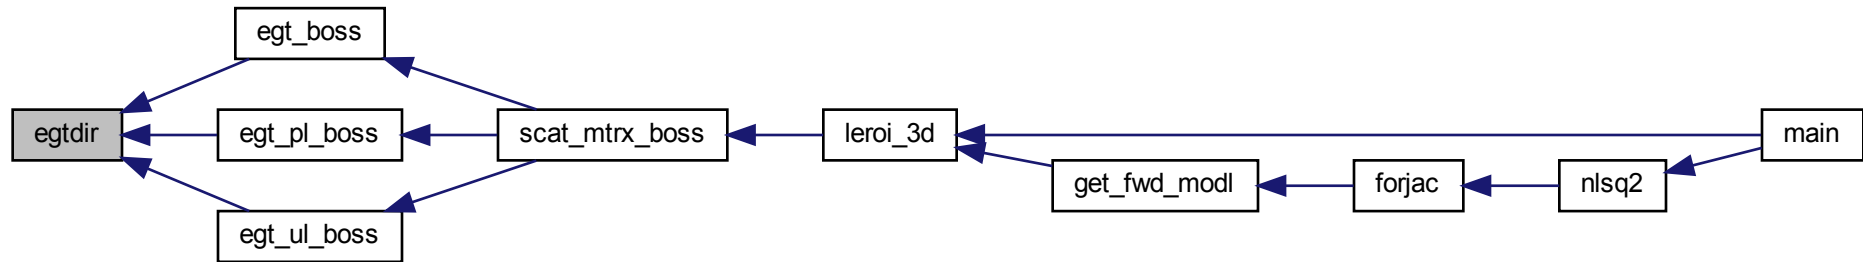 egt_boss
egtdir
egt_pl_boss
scat_mtrx_boss
leroi_3d
main
get_fwd_modl
forjac
nlsq2
egt_ul_boss